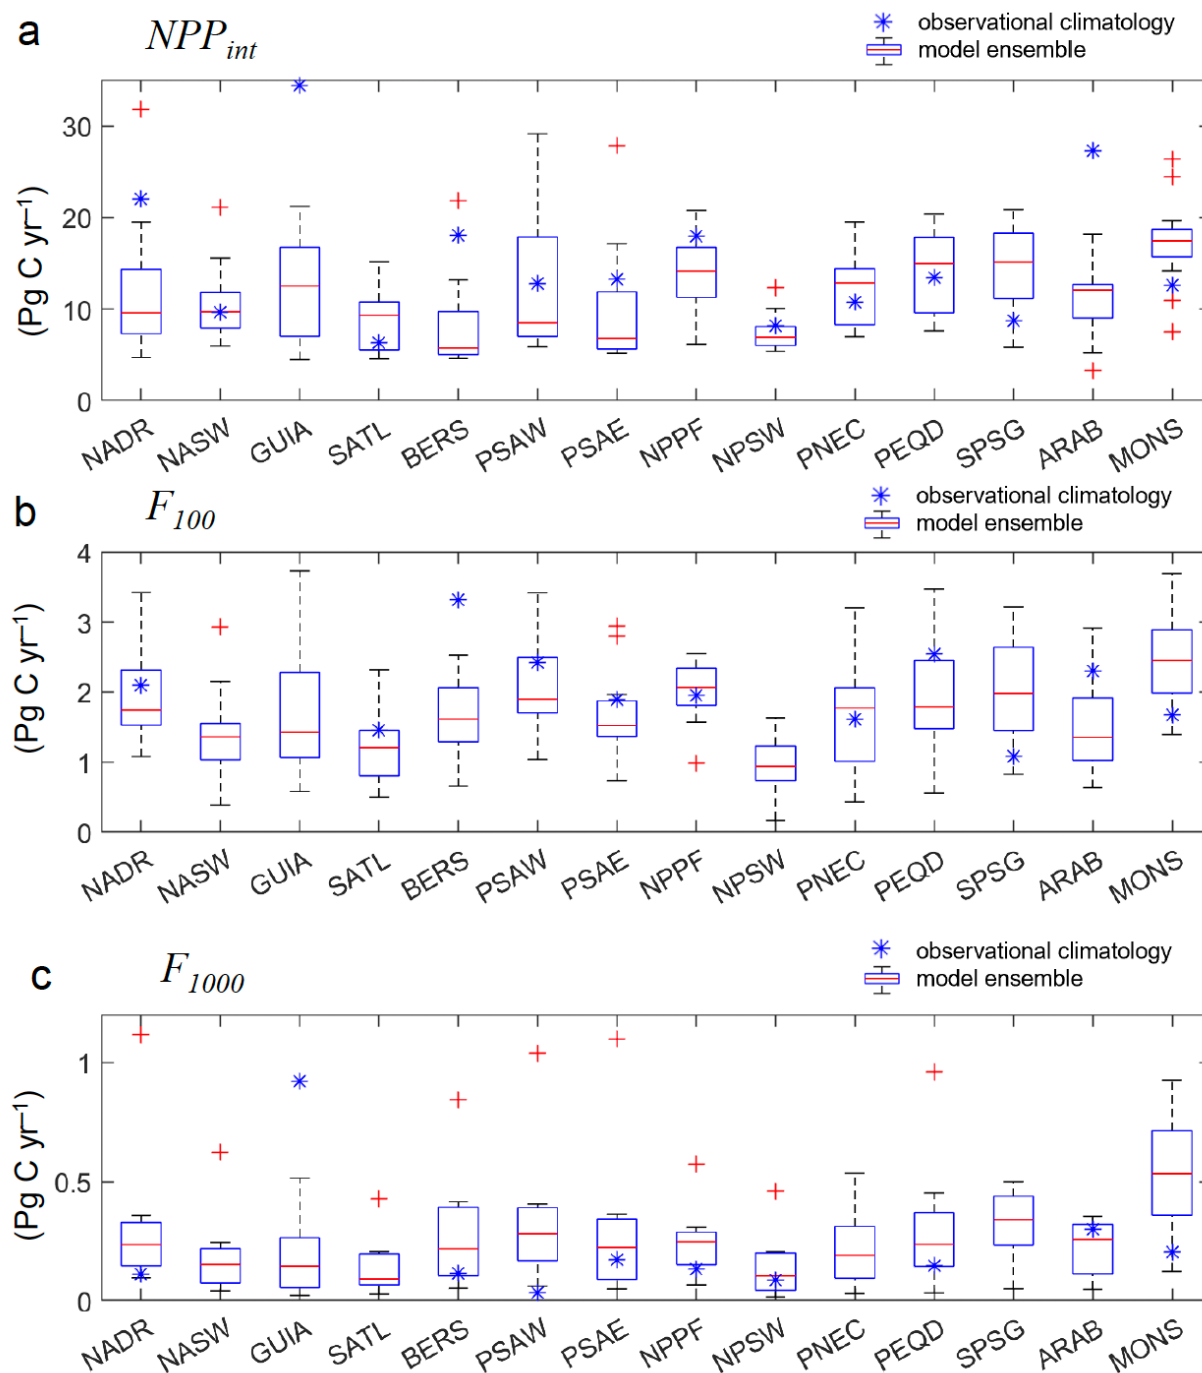 a NPP_int
observational climatology
model ensemble
(Pg C yr⁻¹)
30
20
10
0
NADR NASW GUIA SATL BERS PSAW PSAE NPPF NPSW PNEC PEQD SPSG ARAB MONS
b F_100
observational climatology
model ensemble
(Pg C yr⁻¹)
4
3
2
1
0
NADR NASW GUIA SATL BERS PSAW PSAE NPPF NPSW PNEC PEQD SPSG ARAB MONS
c F_1000
observational climatology
model ensemble
(Pg C yr⁻¹)
1
0.5
0
NADR NASW GUIA SATL BERS PSAW PSAE NPPF NPSW PNEC PEQD SPSG ARAB MONS